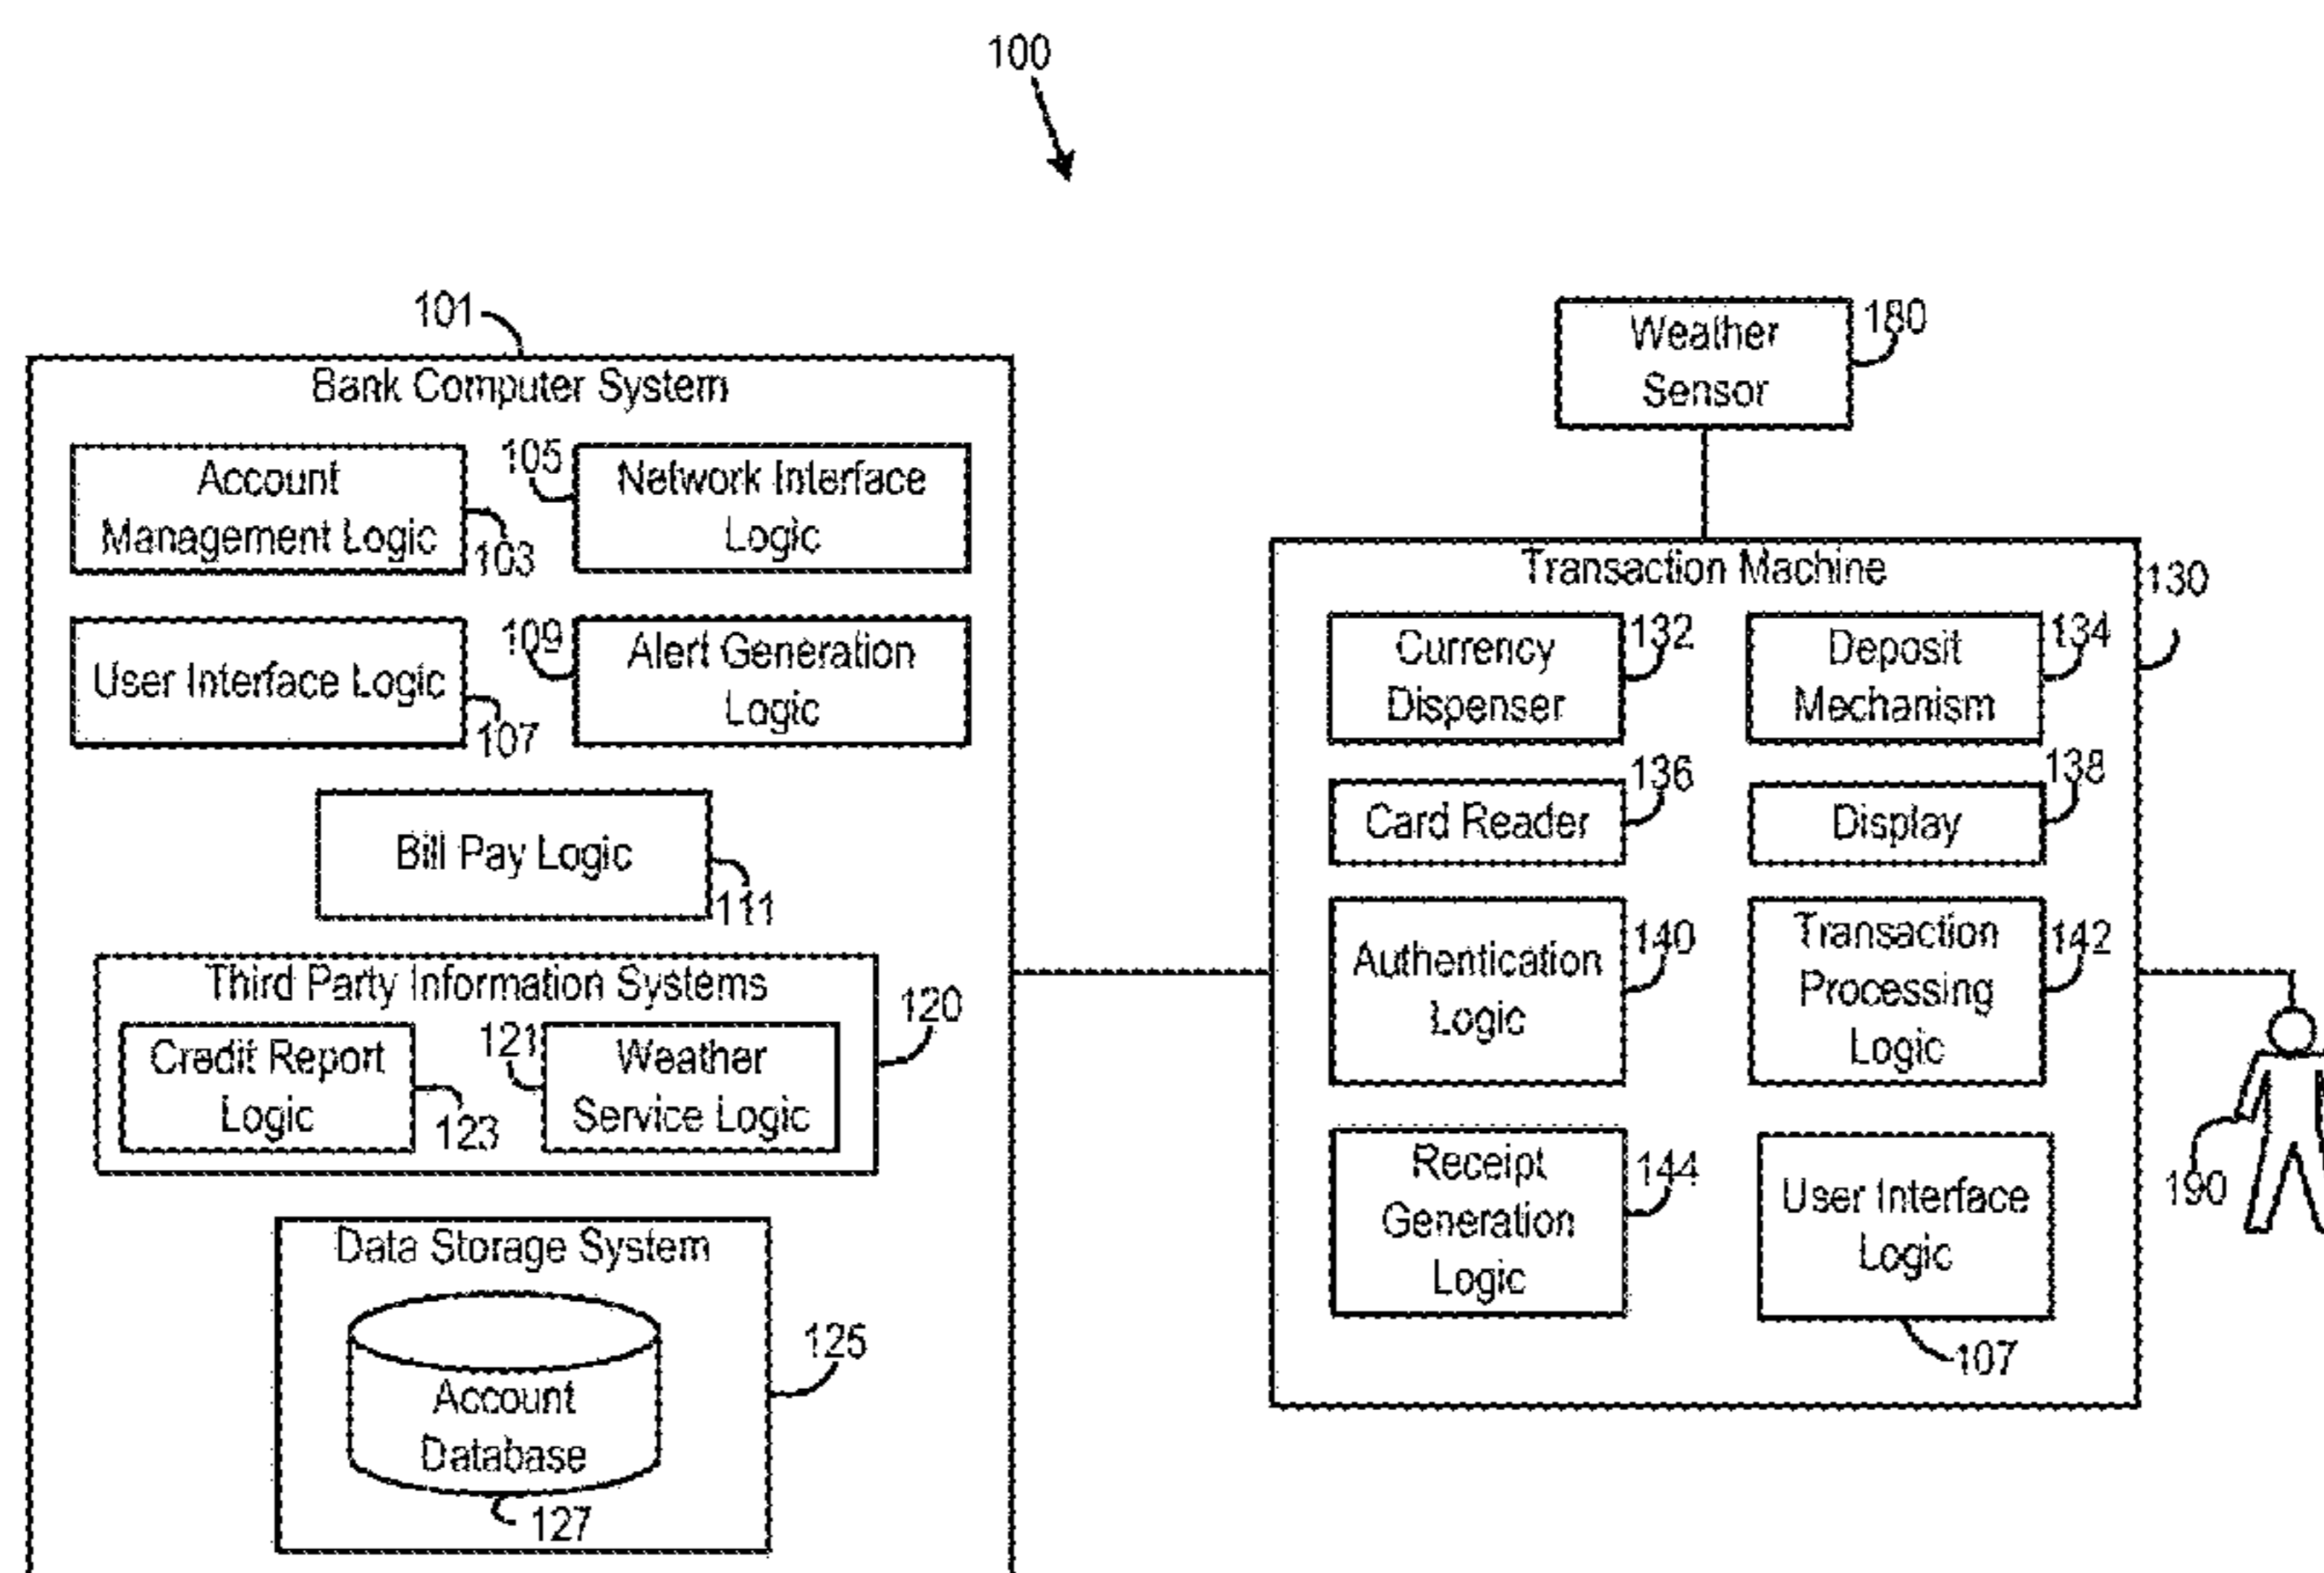 100
101
Bank Computer System
Account
Management Logic
103
105
Network Interface
Logic
User Interface Logic
107
109
Alert Generation
Logic
Bill Pay Logic
111
Third Party Information Systems
120
Credit Report
Logic
123
121
Weather
Service Logic
Data Storage System
125
Account
Database
127
Weather
Sensor
180
Transaction Machine
130
Currency
Dispenser
132
Deposit
Mechanism
134
Card Reader
136
Display
138
Authentication
Logic
140
Transaction
Processing
Logic
142
Receipt
Generation
Logic
144
User Interface
Logic
107
190